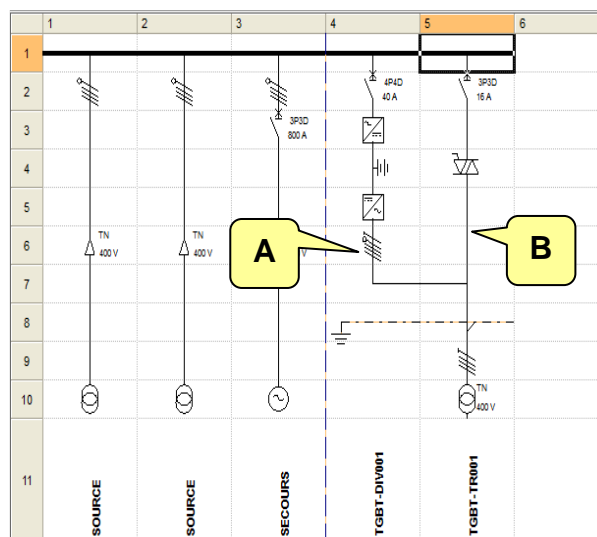 1 2 3 4 5 6
1
2
4P4D
40 A
3P3D
16 A
3
3P3D
800 A
4
5
6
TN
400 V
TN
400 V
V
A
B
7
8
9
10
TN
400 V
11
SOURCE
SOURCE
SECOURS
TGBT-DIV001
TGBT-TR001